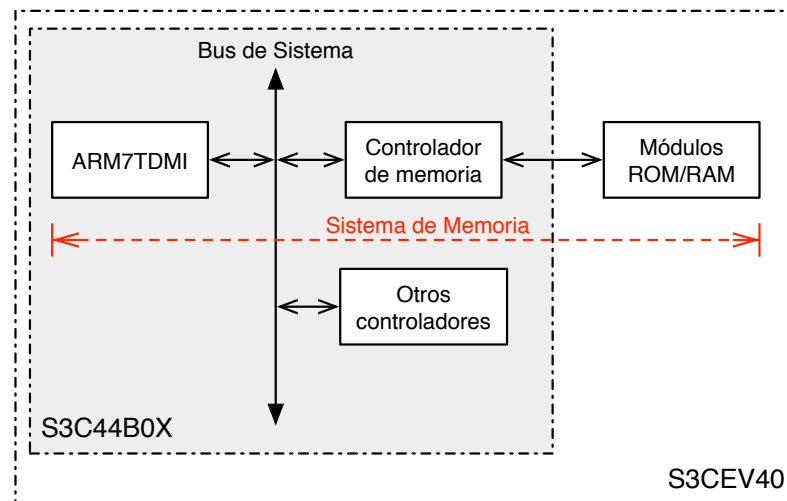 Bus de Sistema
ARM7TDMI
Controlador
de memoria
Módulos
ROM/RAM
Sistema de Memoria
Otros
controladores
S3C44B0X
S3CEV40